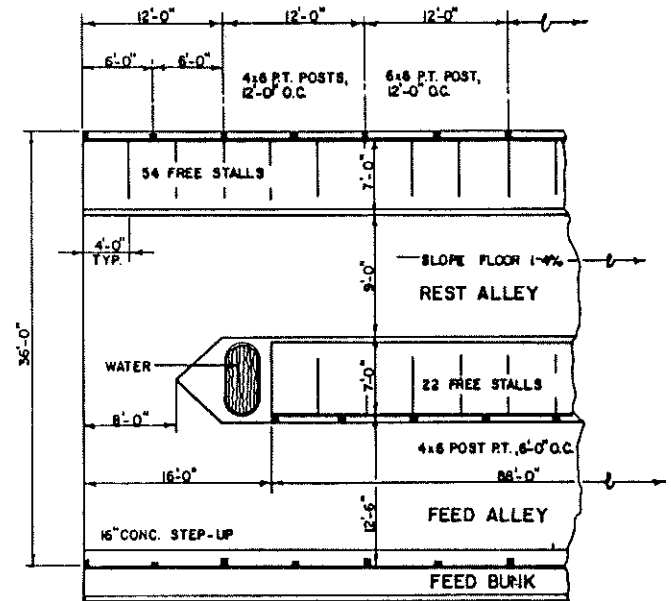 12'-0" 12'-0" 12'-0"
6'-0" 6'-0"
4x6 P.T. POSTS,
12'-0" O.C.
6x6 P.T. POST,
12'-0" O.C.
54 FREE STALLS
7'-0"
4'-0"
TYP.
9'-0"
SLOPE FLOOR 1-4%
REST ALLEY
36'-0"
WATER
7'-0"
22 FREE STALLS
8'-0"
4x6 POST P.T., 6'-0" O.C.
16'-0" 88'-0"
12'-6"
FEED ALLEY
16" CONC. STEP-UP
FEED BUNK